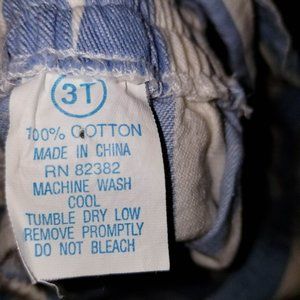 3T
100% COTTON
MADE IN CHINA
RN 82382
MACHINE WASH
COOL
TUMBLE DRY LOW
REMOVE PROMPTLY
DO NOT BLEACH